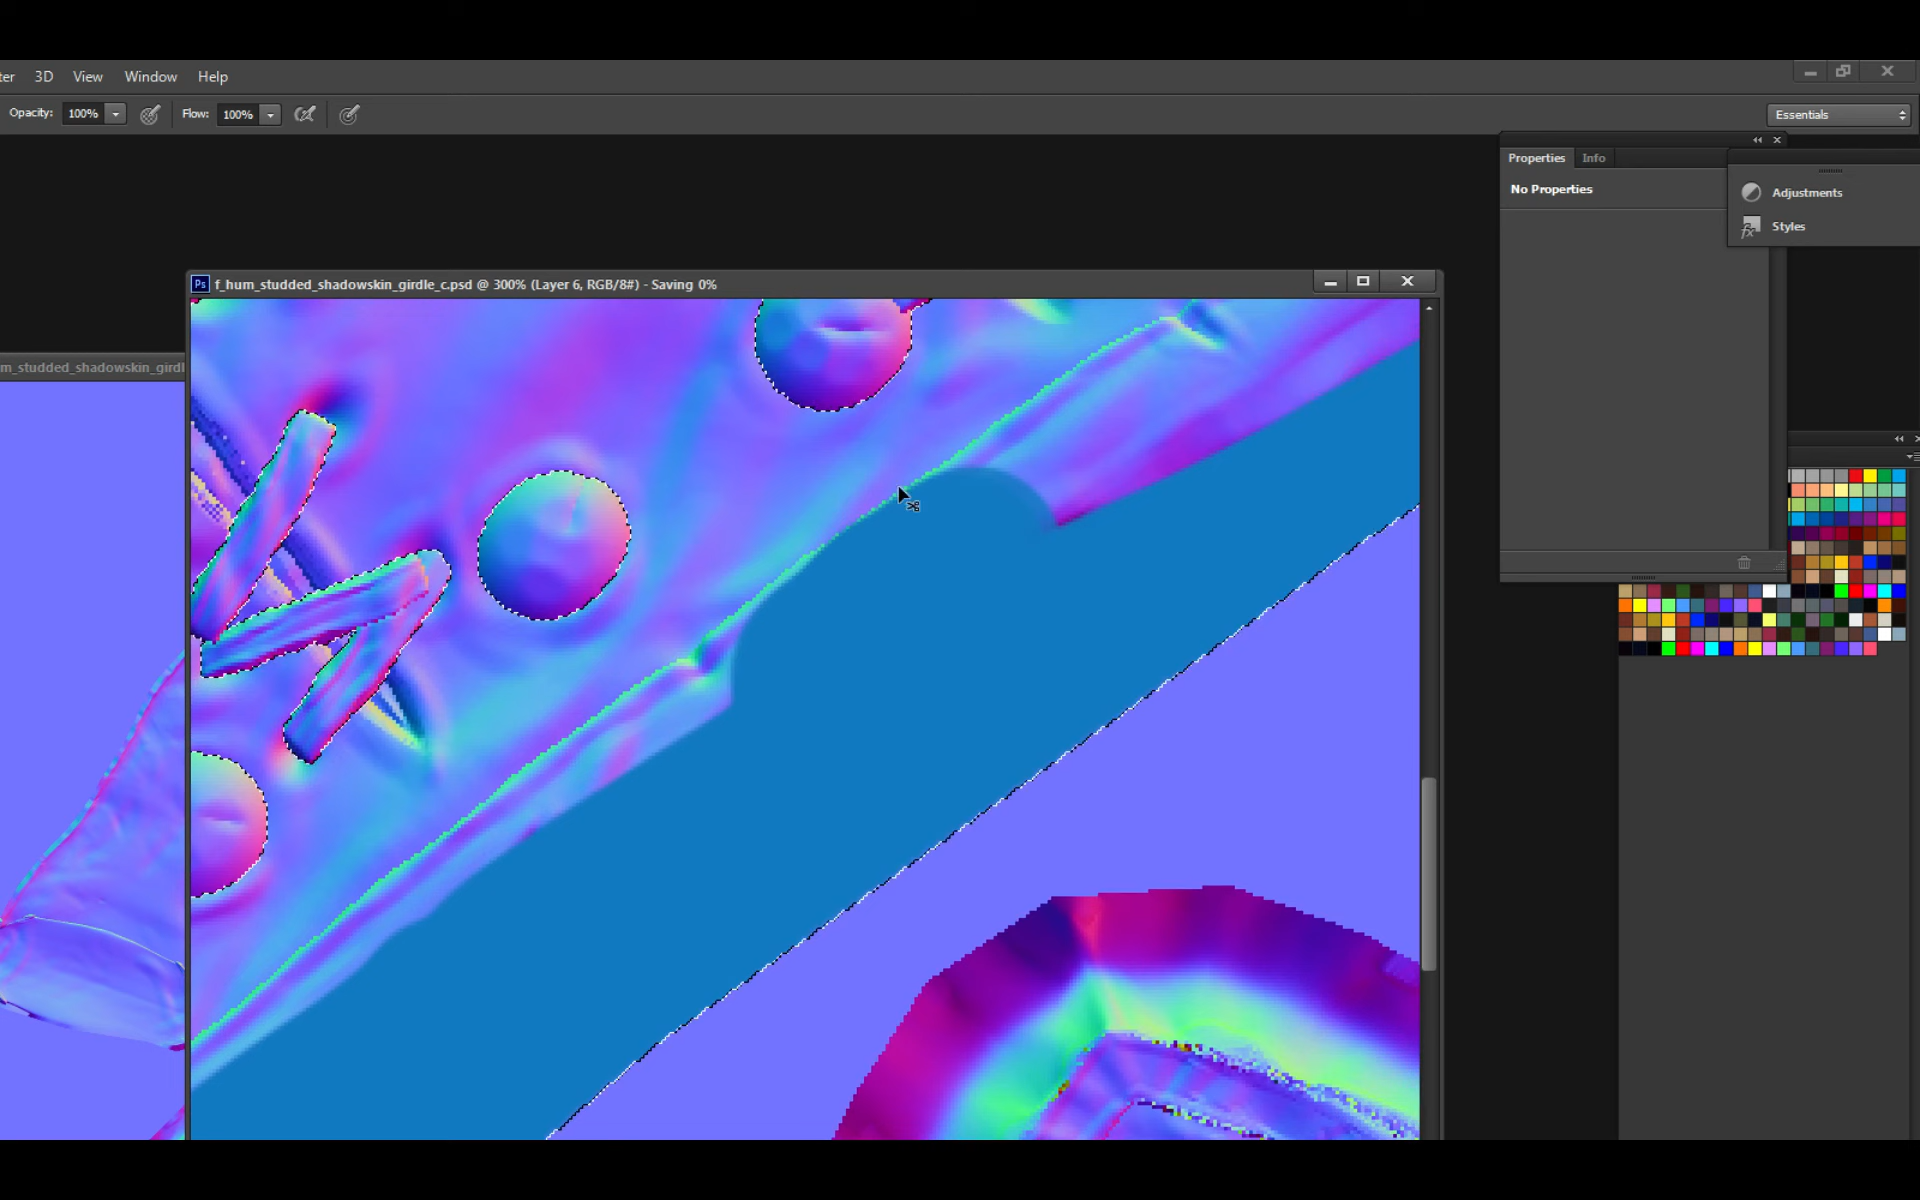 ter 3D View Window Help
Opacity: 100% Flow: 100% Essentials
Properties Info
No Properties
Adjustments
Styles
Ps f_hum_studded_shadowskin_girdle_c.psd @ 300% (Layer 6, RGB/8#) - Saving 0%
m_studded_shadowskin_girdl